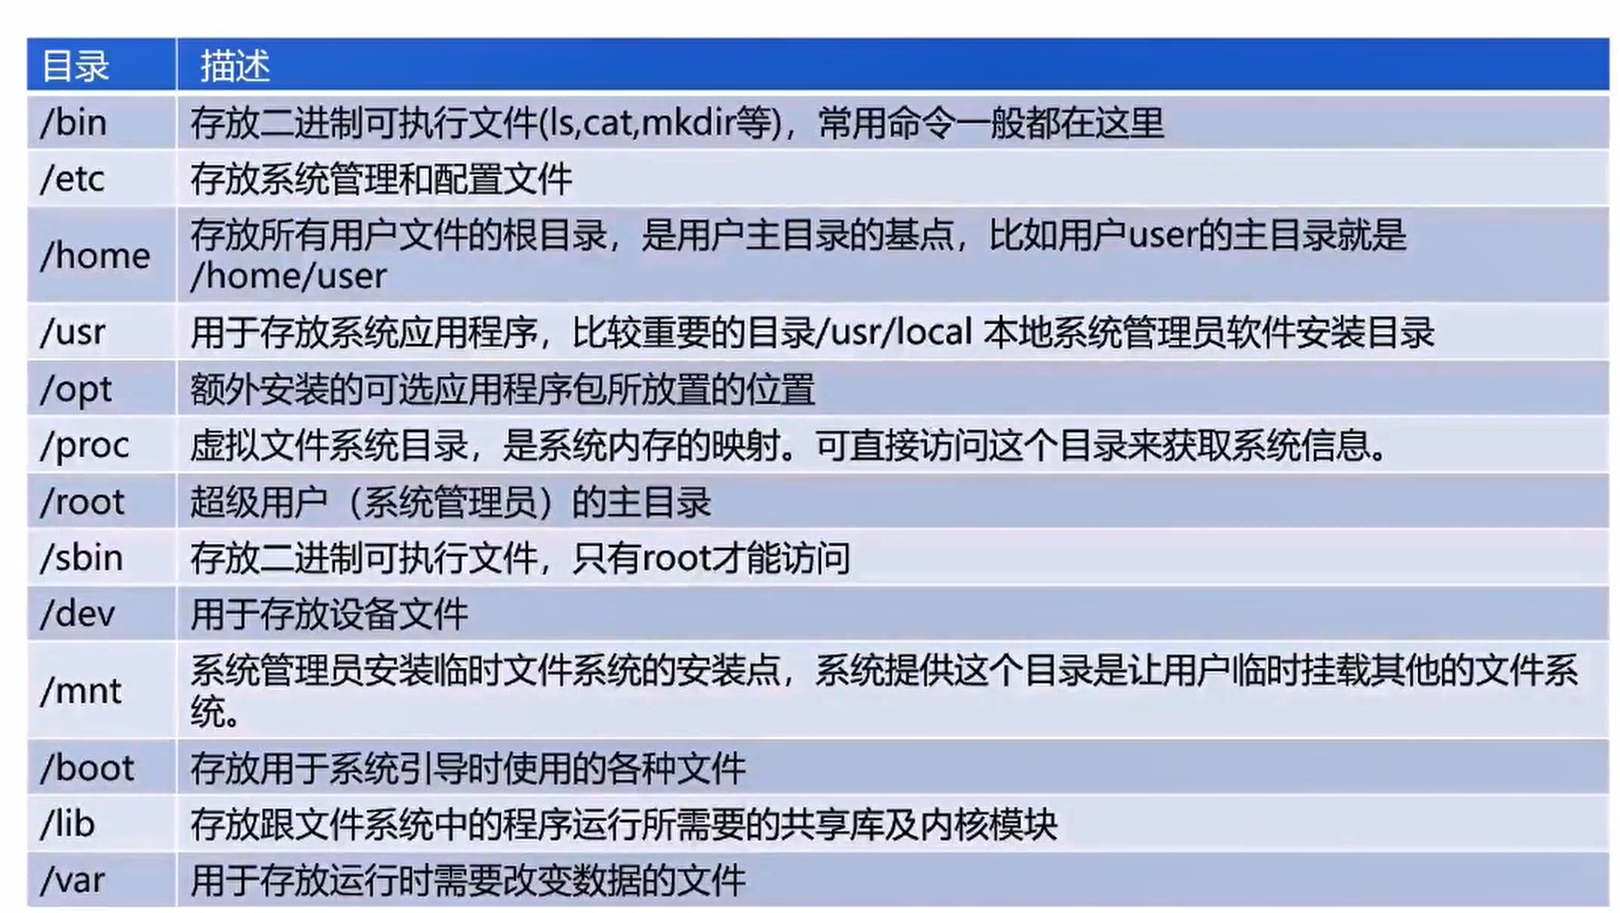 目录 描述
/bin 存放二进制可执行文件(ls,cat,mkdir等)，常用命令一般都在这里
/etc 存放系统管理和配置文件
/home 存放所有用户文件的根目录，是用户主目录的基点，比如用户user的主目录就是
/home/user
/usr 用于存放系统应用程序，比较重要的目录/usr/local 本地系统管理员软件安装目录
/opt 额外安装的可选应用程序包所放置的位置
/proc 虚拟文件系统目录，是系统内存的映射。可直接访问这个目录来获取系统信息。
/root 超级用户（系统管理员）的主目录
/sbin 存放二进制可执行文件，只有root才能访问
/dev 用于存放设备文件
/mnt 系统管理员安装临时文件系统的安装点，系统提供这个目录是让用户临时挂载其他的文件系
统。
/boot 存放用于系统引导时使用的各种文件
/lib 存放跟文件系统中的程序运行所需要的共享库及内核模块
/var 用于存放运行时需要改变数据的文件